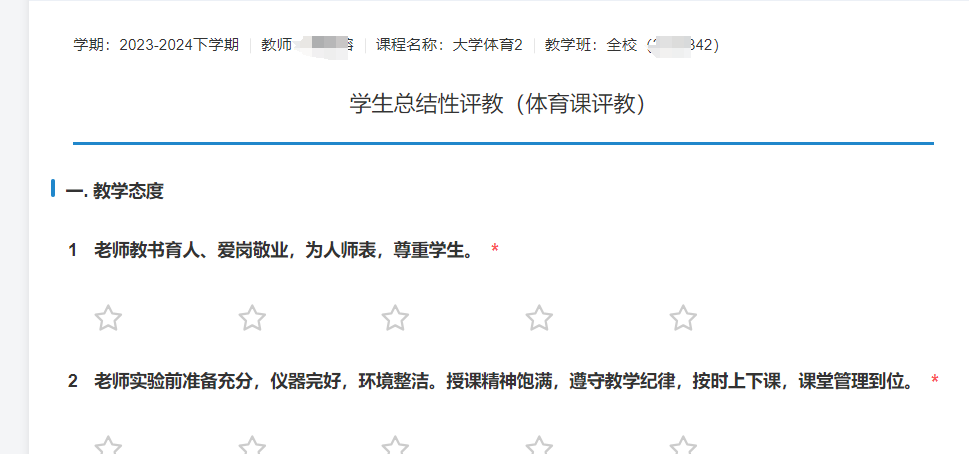 学期：2023-2024下学期 教师 课程名称：大学体育2 教学班：全校（ 842）
学生总结性评教（体育课评教）
一. 教学态度
1 老师教书育人、爱岗敬业，为人师表，尊重学生。 *
2 老师实验前准备充分，仪器完好，环境整洁。授课精神饱满，遵守教学纪律，按时上下课，课堂管理到位。 *